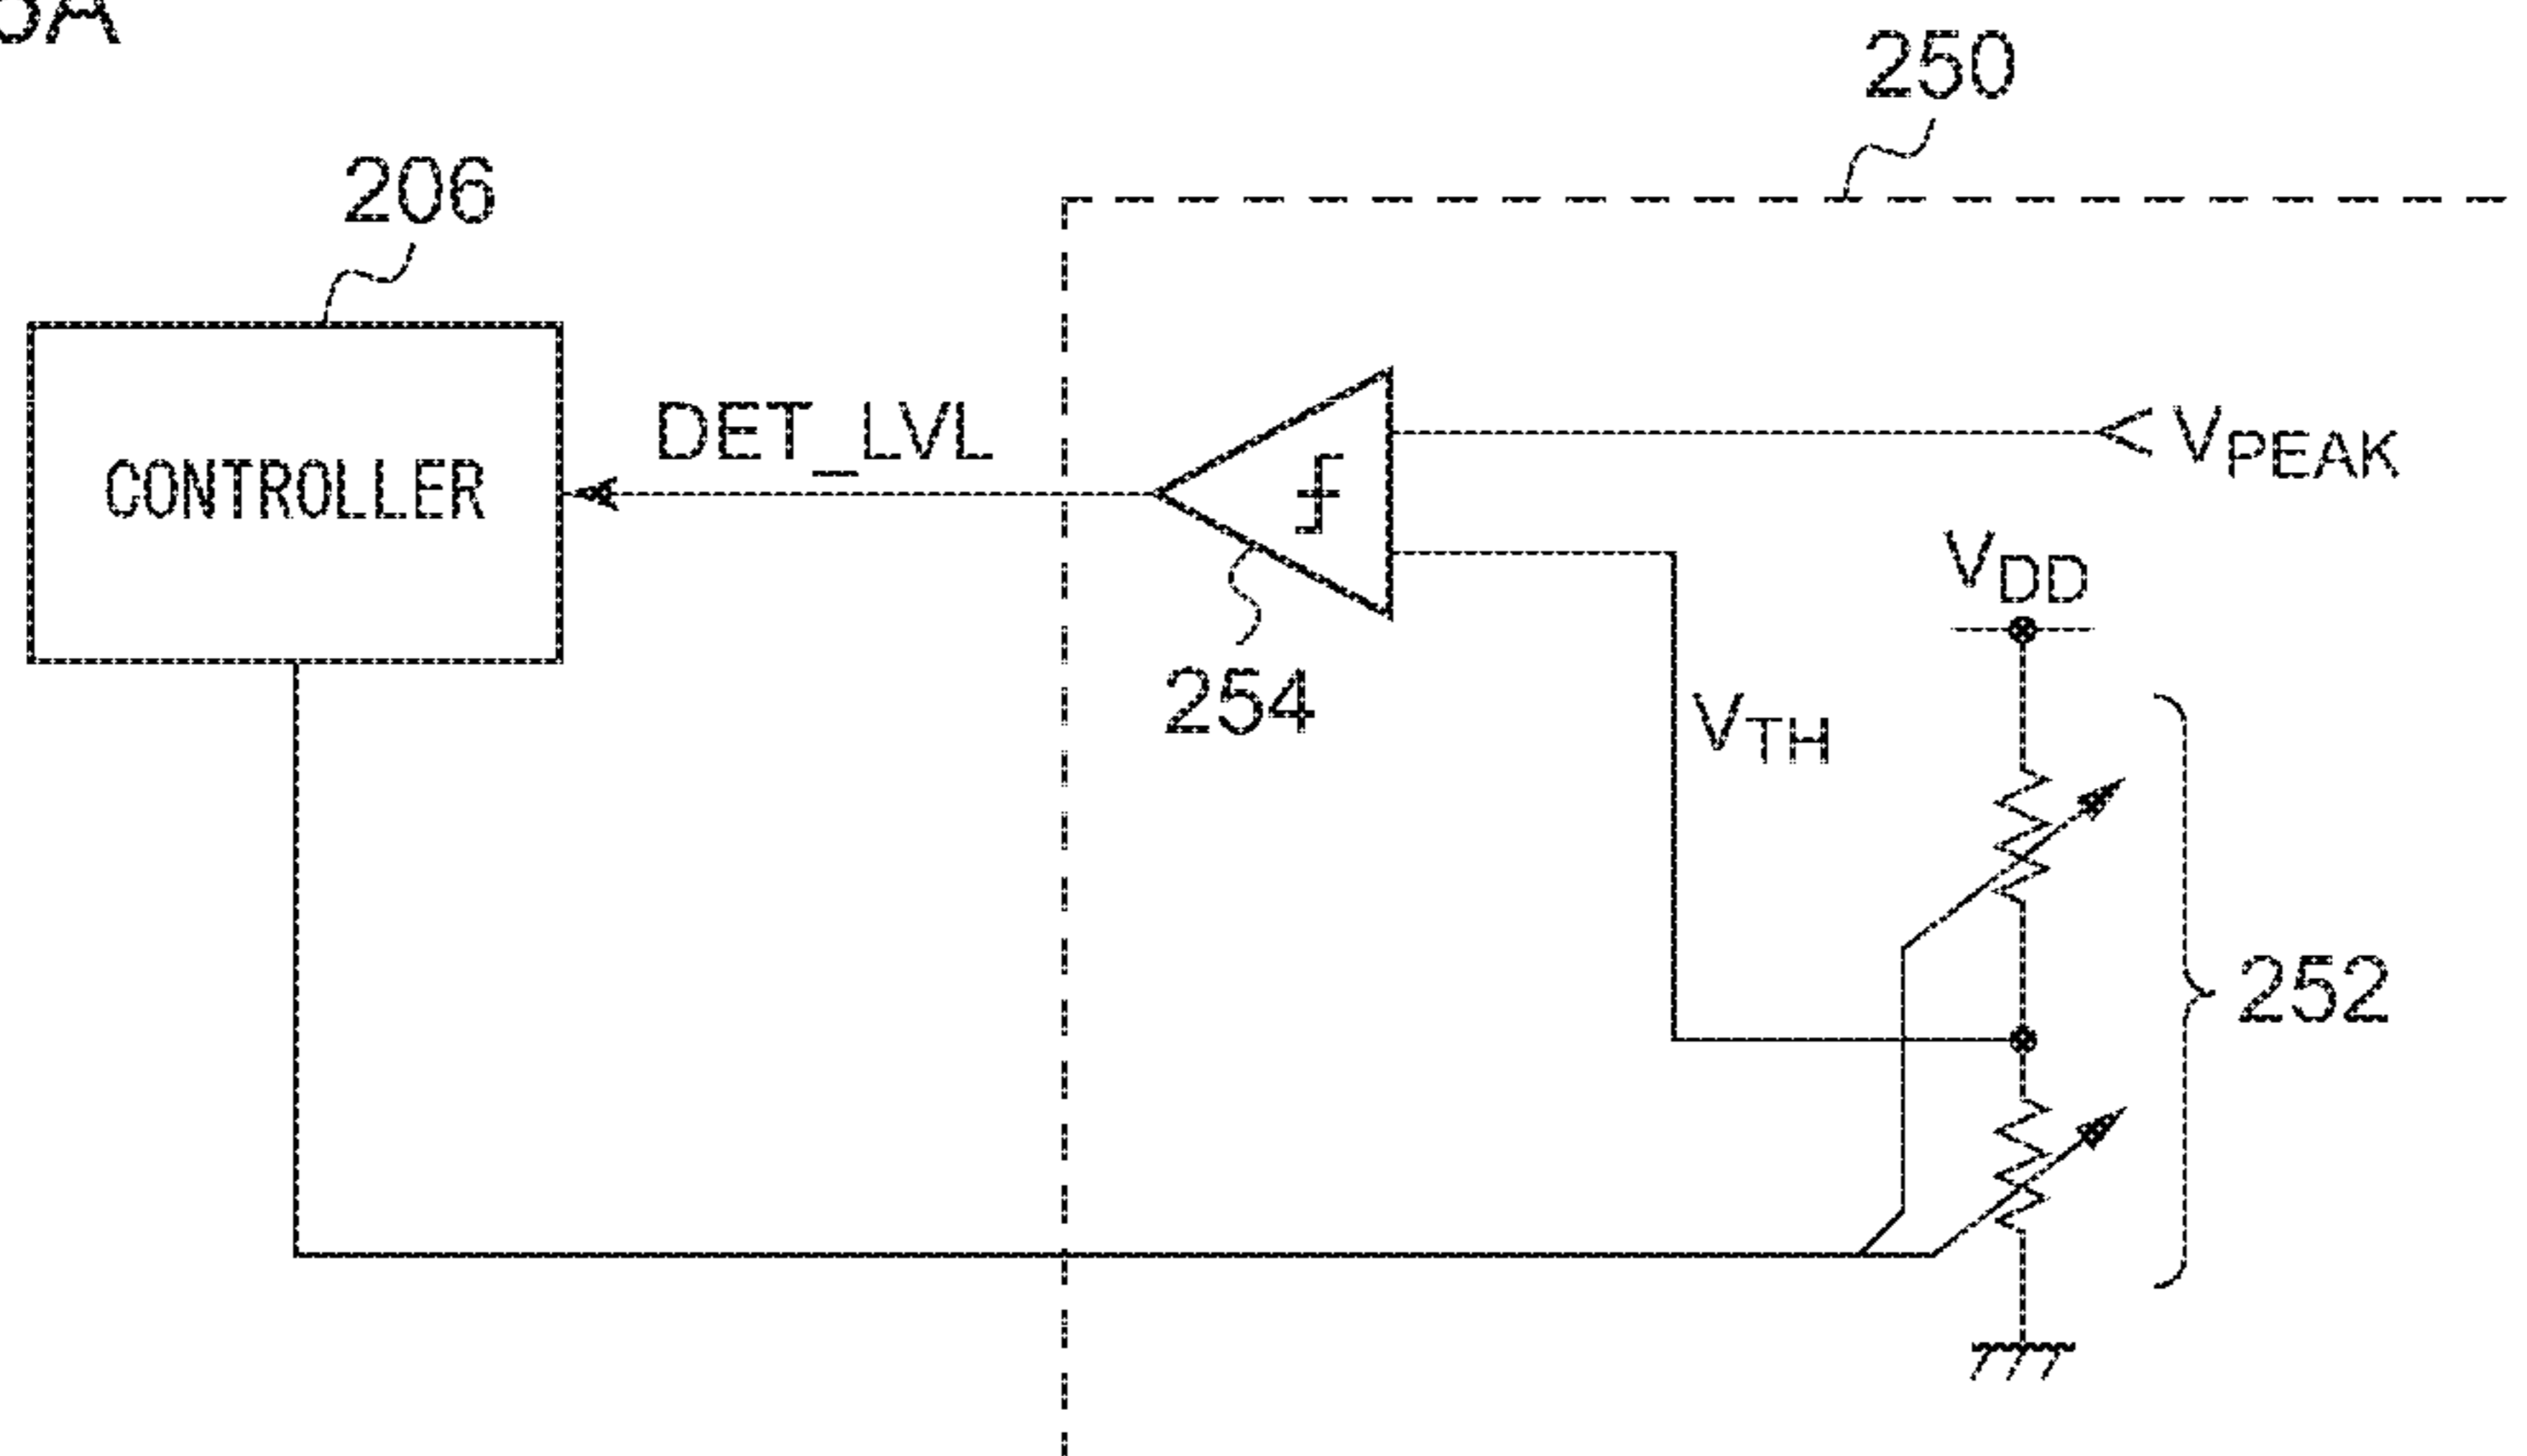 5A
250
206
CONTROLLER
DET_LVL
VPEAK
VDD
254
VTH
252